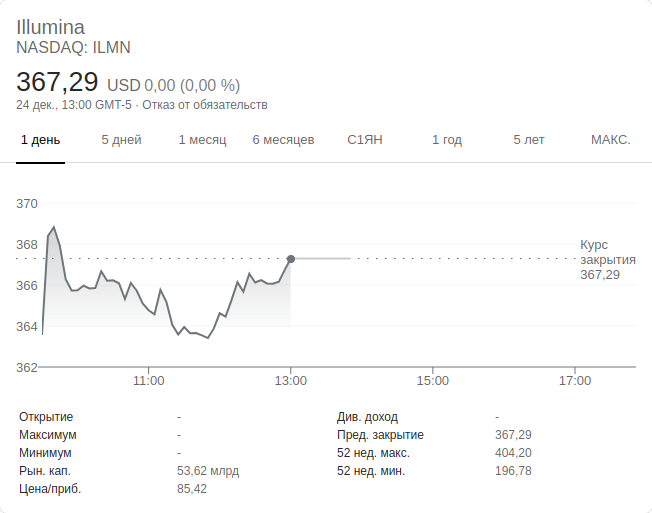 Illumina
NASDAQ: ILMN
367,29 USD 0,00 (0,00 %)
24 дек., 13:00 GMT-5 · Отказ от обязательств
1 день 5 дней 1 месяц 6 месяцев С1ЯН 1 год 5 лет МАКС.
370
368
366
364
362
Курс
закрытия
367,29
11:00 13:00 15:00 17:00
Открытие - Див. доход -
Максимум - Пред. закрытие 367,29
Минимум - 52 нед. макс. 404,20
Рын. кап. 53,62 млрд 52 нед. мин. 196,78
Цена/приб. 85,42